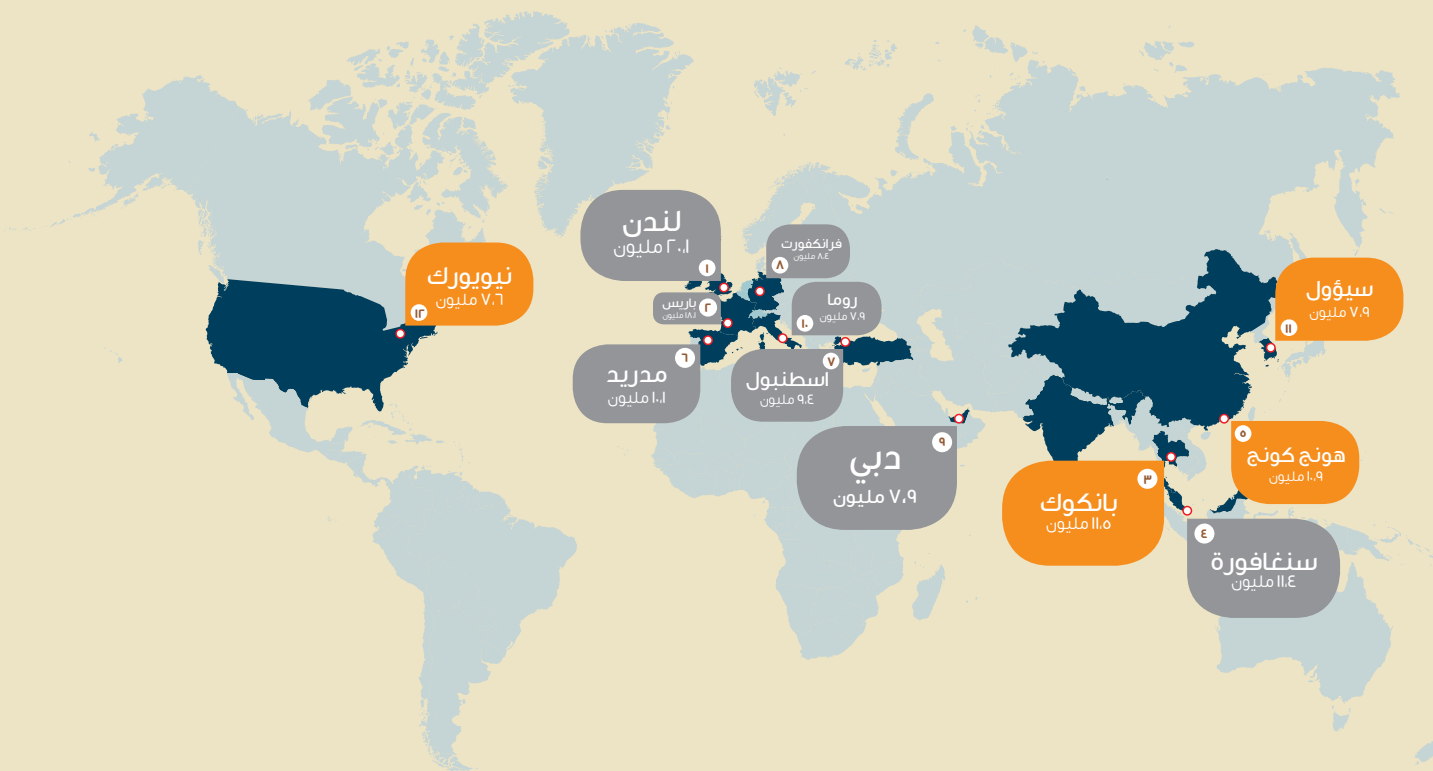 لندن
٢٠،١ مليون
١
فرانكفورت
٨،٤ مليون
٨
نيويورك
٧،٦ مليون
١٢
باريس
١٨،١ مليون
٢
روما
٧،٩ مليون
١٠
سيؤول
٧،٩ مليون
١١
مدريد
١٠،١ مليون
٦
اسطنبول
٩،٤ مليون
٧
دبي
٧،٩ مليون
٩
هونج كونج
١٠،٩ مليون
٥
بانكوك
١١،٥ مليون
٣
سنغافورة
١١،٤ مليون
٤